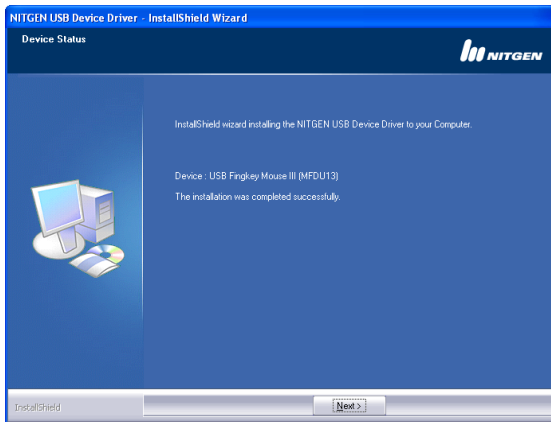 NITGEN USB Device Driver - InstallShield Wizard
Device Status
NITGEN
InstallShield wizard installing the NITGEN USB Device Driver to your Computer.
Device : USB Fingkey Mouse III (MFDU13)
The installation was completed successfully.
InstallShield
Next >